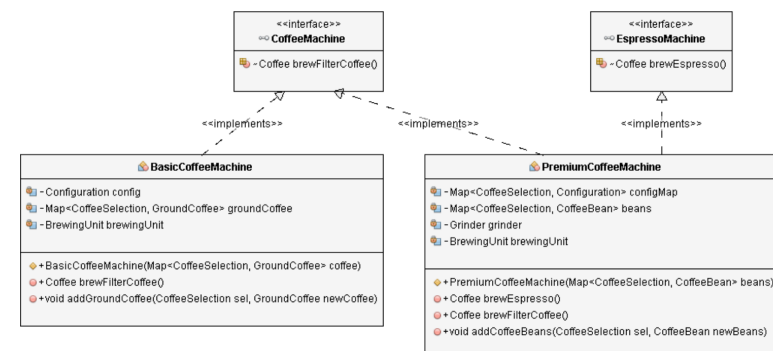 <<interface>>
CoffeeMachine
~Coffee brewFilterCoffee()
<<interface>>
EspressoMachine
~Coffee brewEspresso()
<<implements>>
<<implements>>
<<implements>>
BasicCoffeeMachine
-Configuration config
-Map<CoffeeSelection, GroundCoffee> groundCoffee
-BrewingUnit brewingUnit
+BasicCoffeeMachine(Map<CoffeeSelection, GroundCoffee> coffee)
+Coffee brewFilterCoffee()
+void addGroundCoffee(CoffeeSelection sel, GroundCoffee newCoffee)
PremiumCoffeeMachine
-Map<CoffeeSelection, Configuration> configMap
-Map<CoffeeSelection, CoffeeBean> beans
-Grinder grinder
-BrewingUnit brewingUnit
+PremiumCoffeeMachine(Map<CoffeeSelection, CoffeeBean> beans)
+Coffee brewEspresso()
+Coffee brewFilterCoffee()
+void addCoffeeBeans(CoffeeSelection sel, CoffeeBean newBeans)